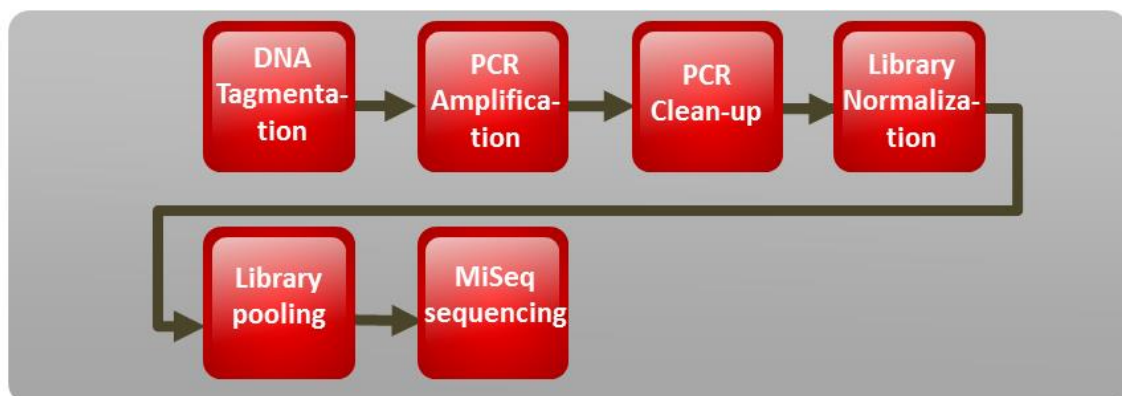 DNA
Tagmenta-
tion
PCR
Amplifica-
tion
PCR
Clean-up
Library
Normaliza-
tion
Library
pooling
MiSeq
sequencing